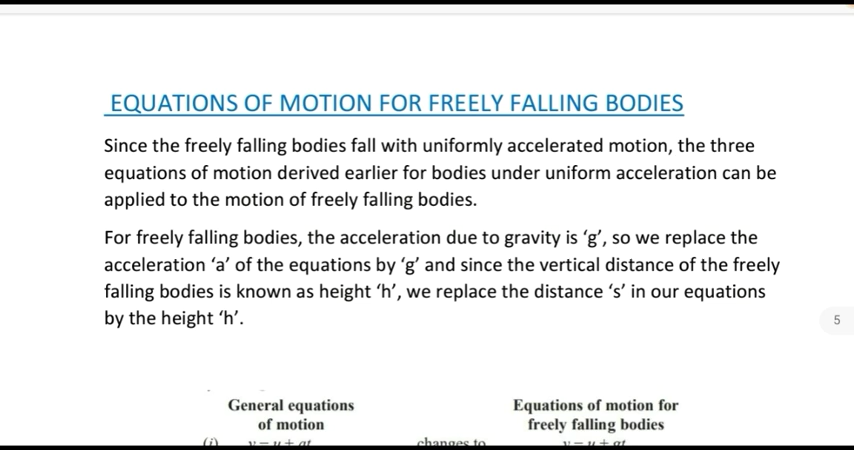 EQUATIONS OF MOTION FOR FREELY FALLING BODIES
Since the freely falling bodies fall with uniformly accelerated motion, the three
equations of motion derived earlier for bodies under uniform acceleration can be
applied to the motion of freely falling bodies.
For freely falling bodies, the acceleration due to gravity is ‘g’, so we replace the
acceleration ‘a’ of the equations by ‘g’ and since the vertical distance of the freely
falling bodies is known as height ‘h’, we replace the distance ‘s’ in our equations
by the height ‘h’.
5
General equations Equations of motion for
of motion freely falling bodies
(i) v = u + at changes to v = u + gt